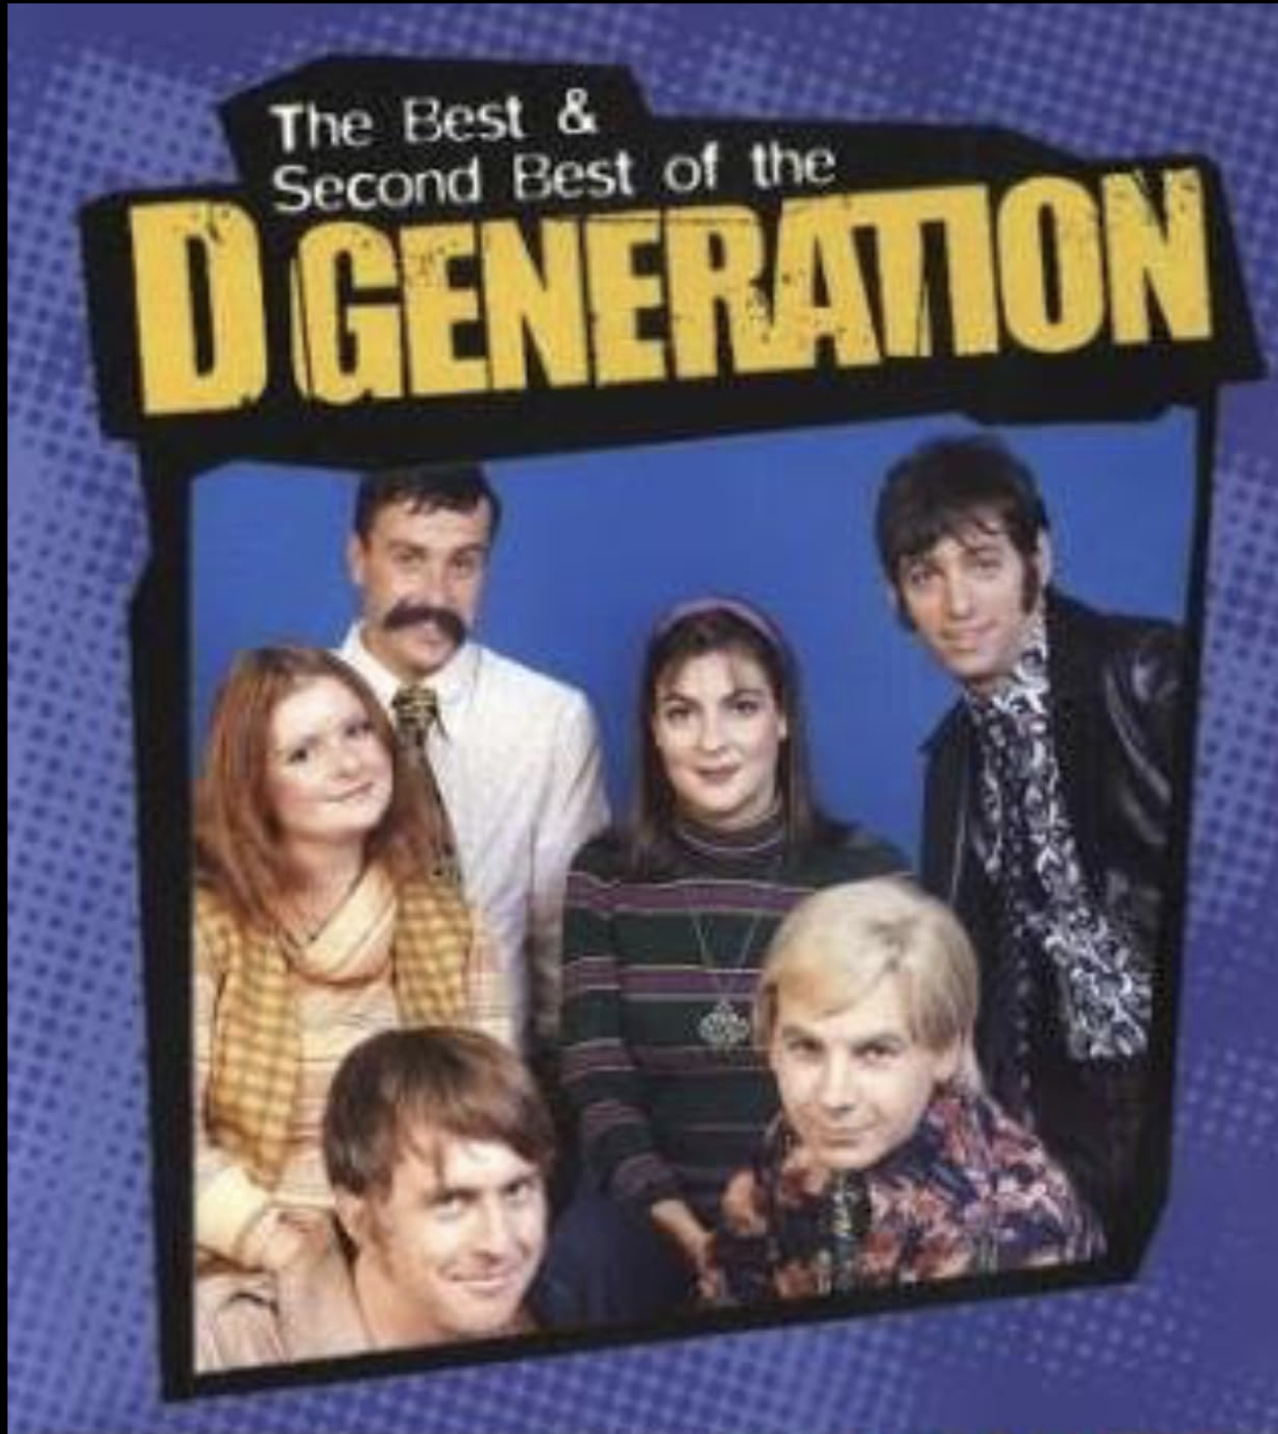 The Best &
Second Best of the
D GENERATION